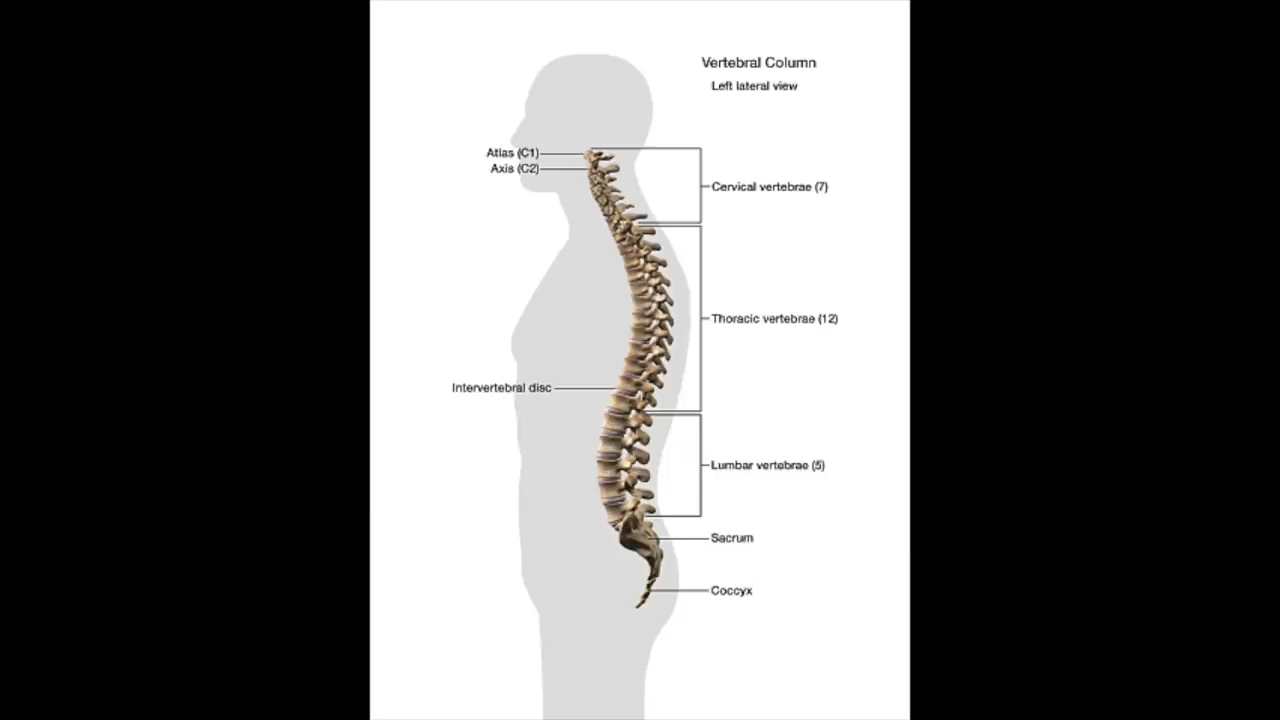 Vertebral Column
Left lateral view
Atlas (C1)
Axis (C2)
Cervical vertebrae (7)
Thoracic vertebrae (12)
Intervertebral disc
Lumbar vertebrae (5)
Sacrum
Coccyx